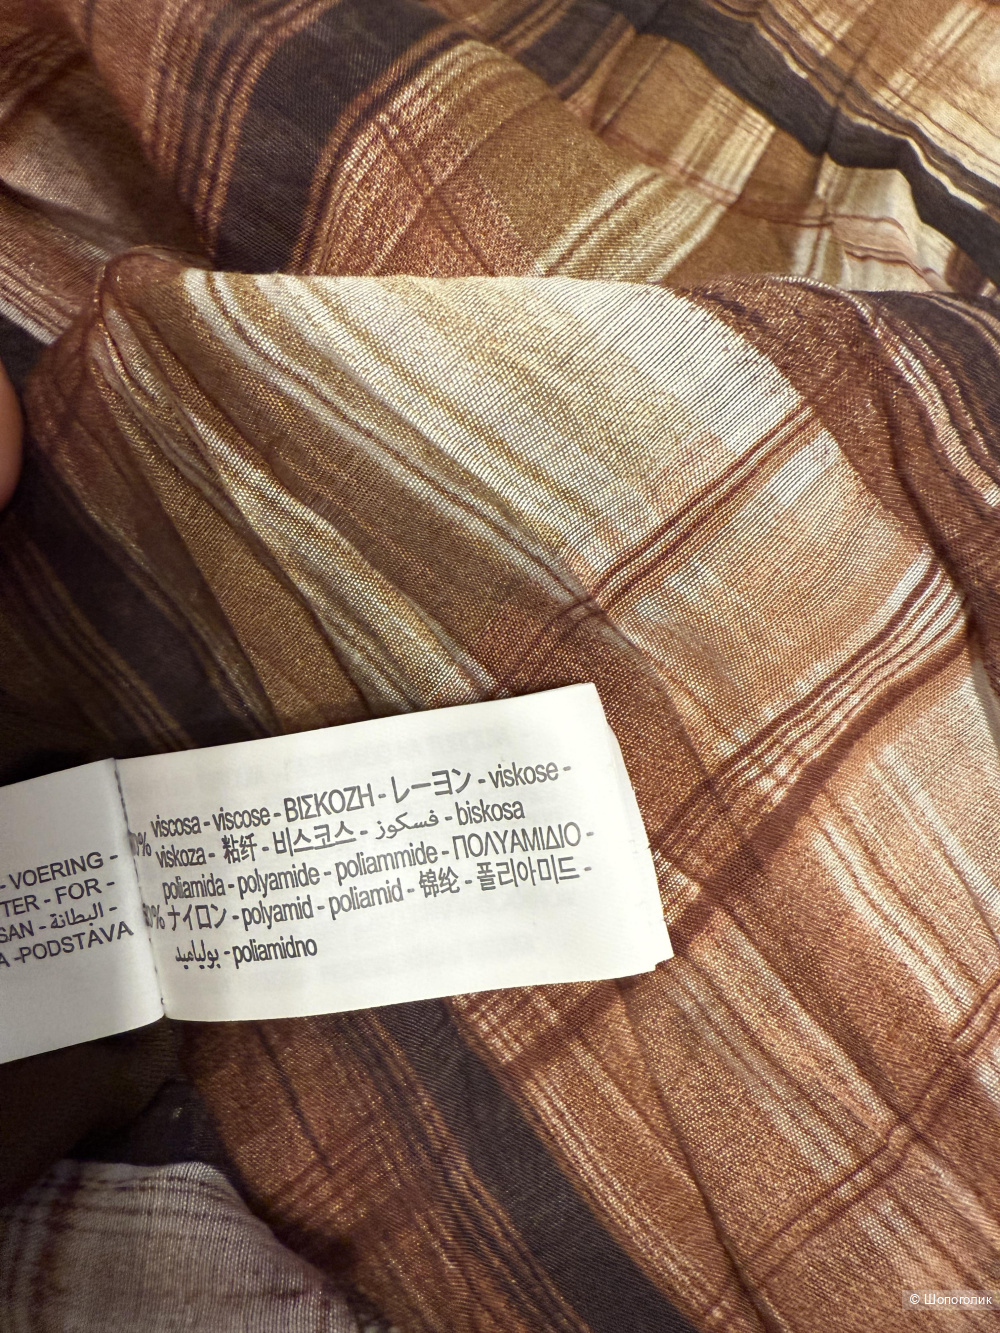 - VOERING -
TER - FOR -
SAN - البطانة -
A -PODSTAVA
viscosa - viscose - ΒΙΣΚΟΖΗ - レーヨン - viskose -
viskoza - 粘纤 - 비스코스 - فسكوز - biskosa
poliamida - polyamide - poliammide - ΠΟΛΥΑΜΙΔΙΟ -
ナイロン - polyamid - poliamid - 锦纶 - 폴리아미드 -
بولياميد - poliamidno
© Шопоголик